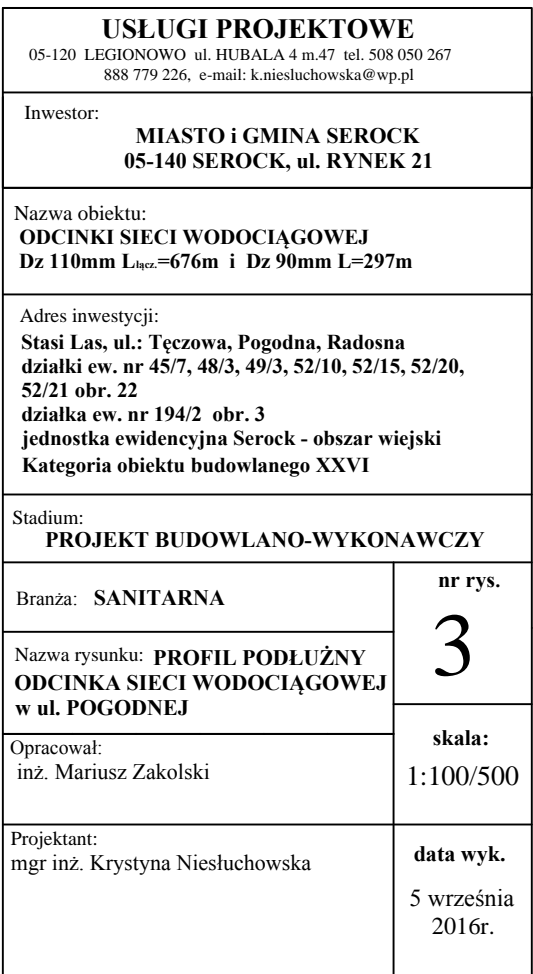 USŁUGI PROJEKTOWE
05-120 LEGIONOWO ul. HUBALA 4 m.47 tel. 508 050 267
888 779 226, e-mail: k.niesluchowska@wp.pl
Inwestor:
MIASTO i GMINA SEROCK
05-140 SEROCK, ul. RYNEK 21
Nazwa obiektu:
ODCINKI SIECI WODOCIĄGOWEJ
Dz 110mm Lłącz.=676m i Dz 90mm L=297m
Adres inwestycji:
Stasi Las, ul.: Tęczowa, Pogodna, Radosna
działki ew. nr 45/7, 48/3, 49/3, 52/10, 52/15, 52/20,
52/21 obr. 22
działka ew. nr 194/2 obr. 3
jednostka ewidencyjna Serock - obszar wiejski
Kategoria obiektu budowlanego XXVI
Stadium:
PROJEKT BUDOWLANO-WYKONAWCZY
Branża: SANITARNA
nr rys.
3
Nazwa rysunku: PROFIL PODŁUŻNY
ODCINKA SIECI WODOCIĄGOWEJ
w ul. POGODNEJ
skala:
1:100/500
Opracował:
inż. Mariusz Zakolski
Projektant:
mgr inż. Krystyna Niesłuchowska
data wyk.
5 września
2016r.